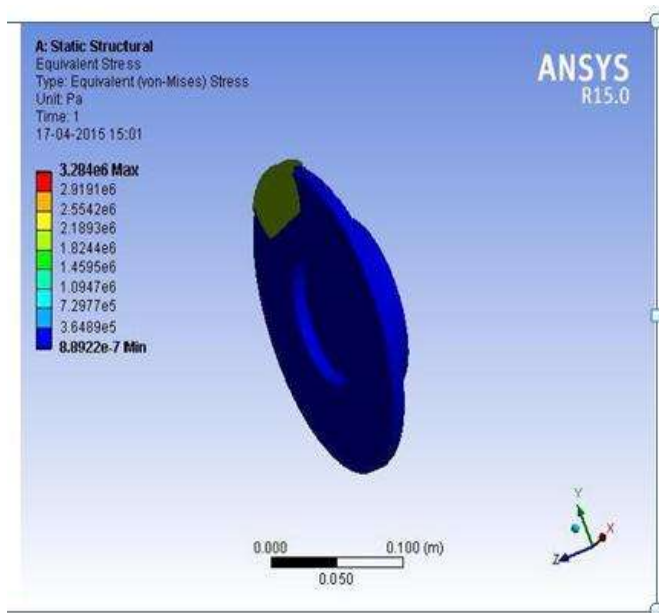 A: Static Structural
Equivalent Stress
Type: Equivalent (von-Mises) Stress
Unit: Pa
Time: 1
17-04-2015 15:01
ANSYS
R15.0
3.284e6 Max
2.9191e6
2.5542e6
2.1893e6
1.8244e6
1.4595e6
1.0947e6
7.2977e5
3.6489e5
8.8922e-7 Min
0.000
0.100 (m)
0.050
Y
X
Z